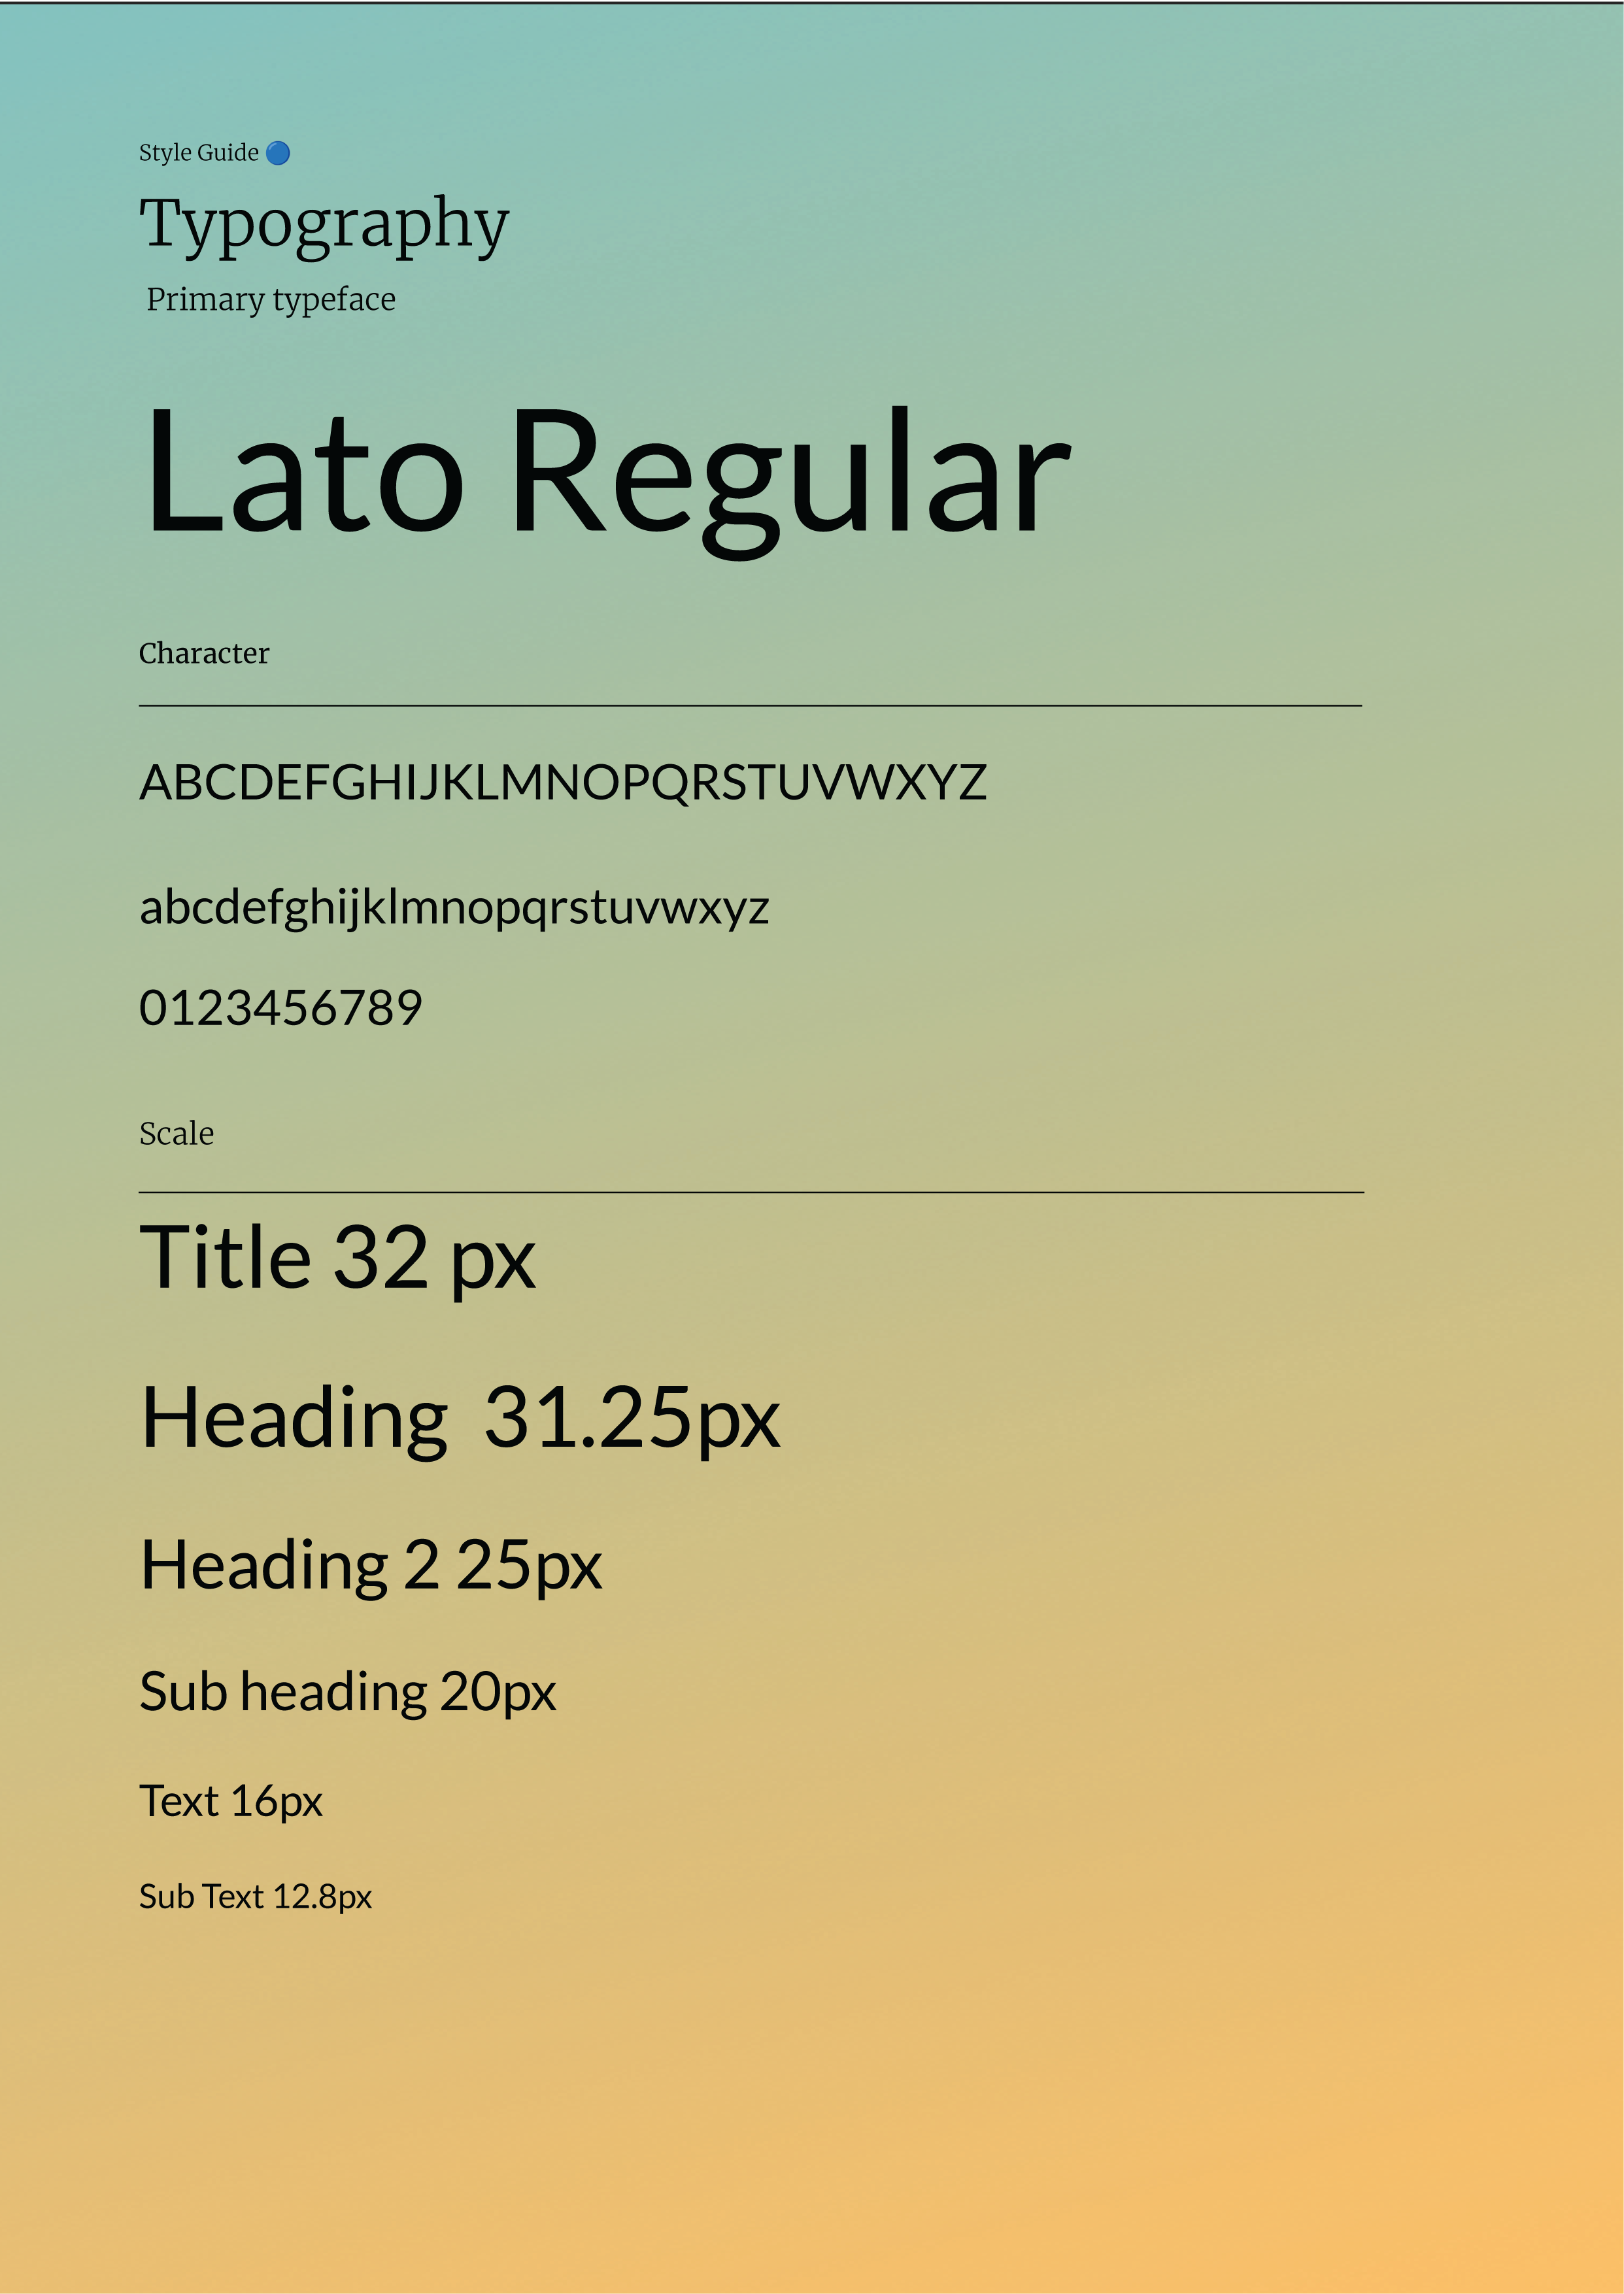 Style Guide 🔵
Typography
Primary typeface
Lato Regular
Character
ABCDEFGHIJKLMNOPQRSTUVWXYZ
abcdefghijklmnopqrstuvwxyz
0123456789
Scale
Title 32 px
Heading  31.25px
Heading 2 25px
Sub heading 20px
Text 16px
Sub Text 12.8px